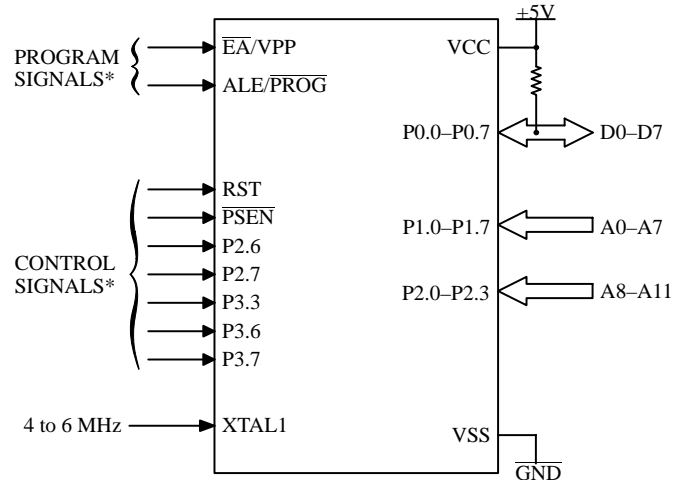 +5V
PROGRAM
SIGNALS*
EA/VPP
ALE/PROG
VCC
P0.0–P0.7
D0–D7
CONTROL
SIGNALS*
RST
PSEN
P2.6
P2.7
P3.3
P3.6
P3.7
P1.0–P1.7
A0–A7
P2.0–P2.3
A8–A11
4 to 6 MHz
XTAL1
VSS
GND